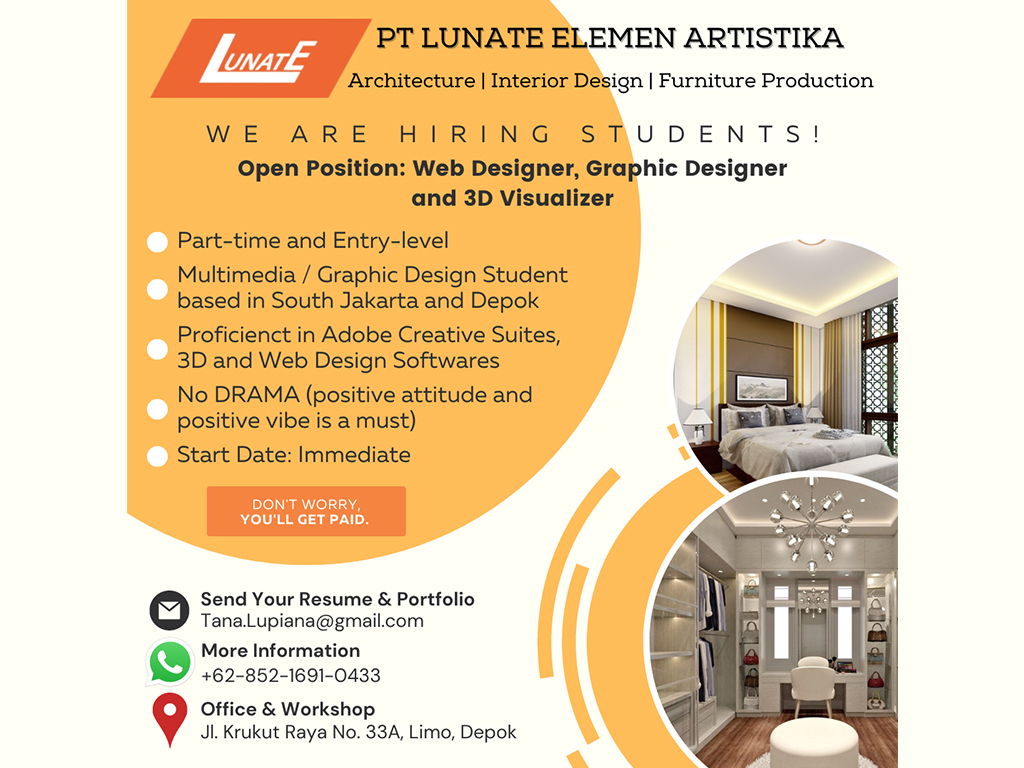 LUNATE
PT LUNATE ELEMEN ARTISTIKA
Architecture | Interior Design | Furniture Production
WE ARE HIRING STUDENTS!
Open Position: Web Designer, Graphic Designer
and 3D Visualizer
Part-time and Entry-level
Multimedia / Graphic Design Student
based in South Jakarta and Depok
Proficienct in Adobe Creative Suites,
3D and Web Design Softwares
No DRAMA (positive attitude and
positive vibe is a must)
Start Date: Immediate
DON'T WORRY,
YOU'LL GET PAID.
Send Your Resume & Portfolio
Tana.Lupiana@gmail.com
More Information
+62-852-1691-0433
Office & Workshop
Jl. Krukut Raya No. 33A, Limo, Depok